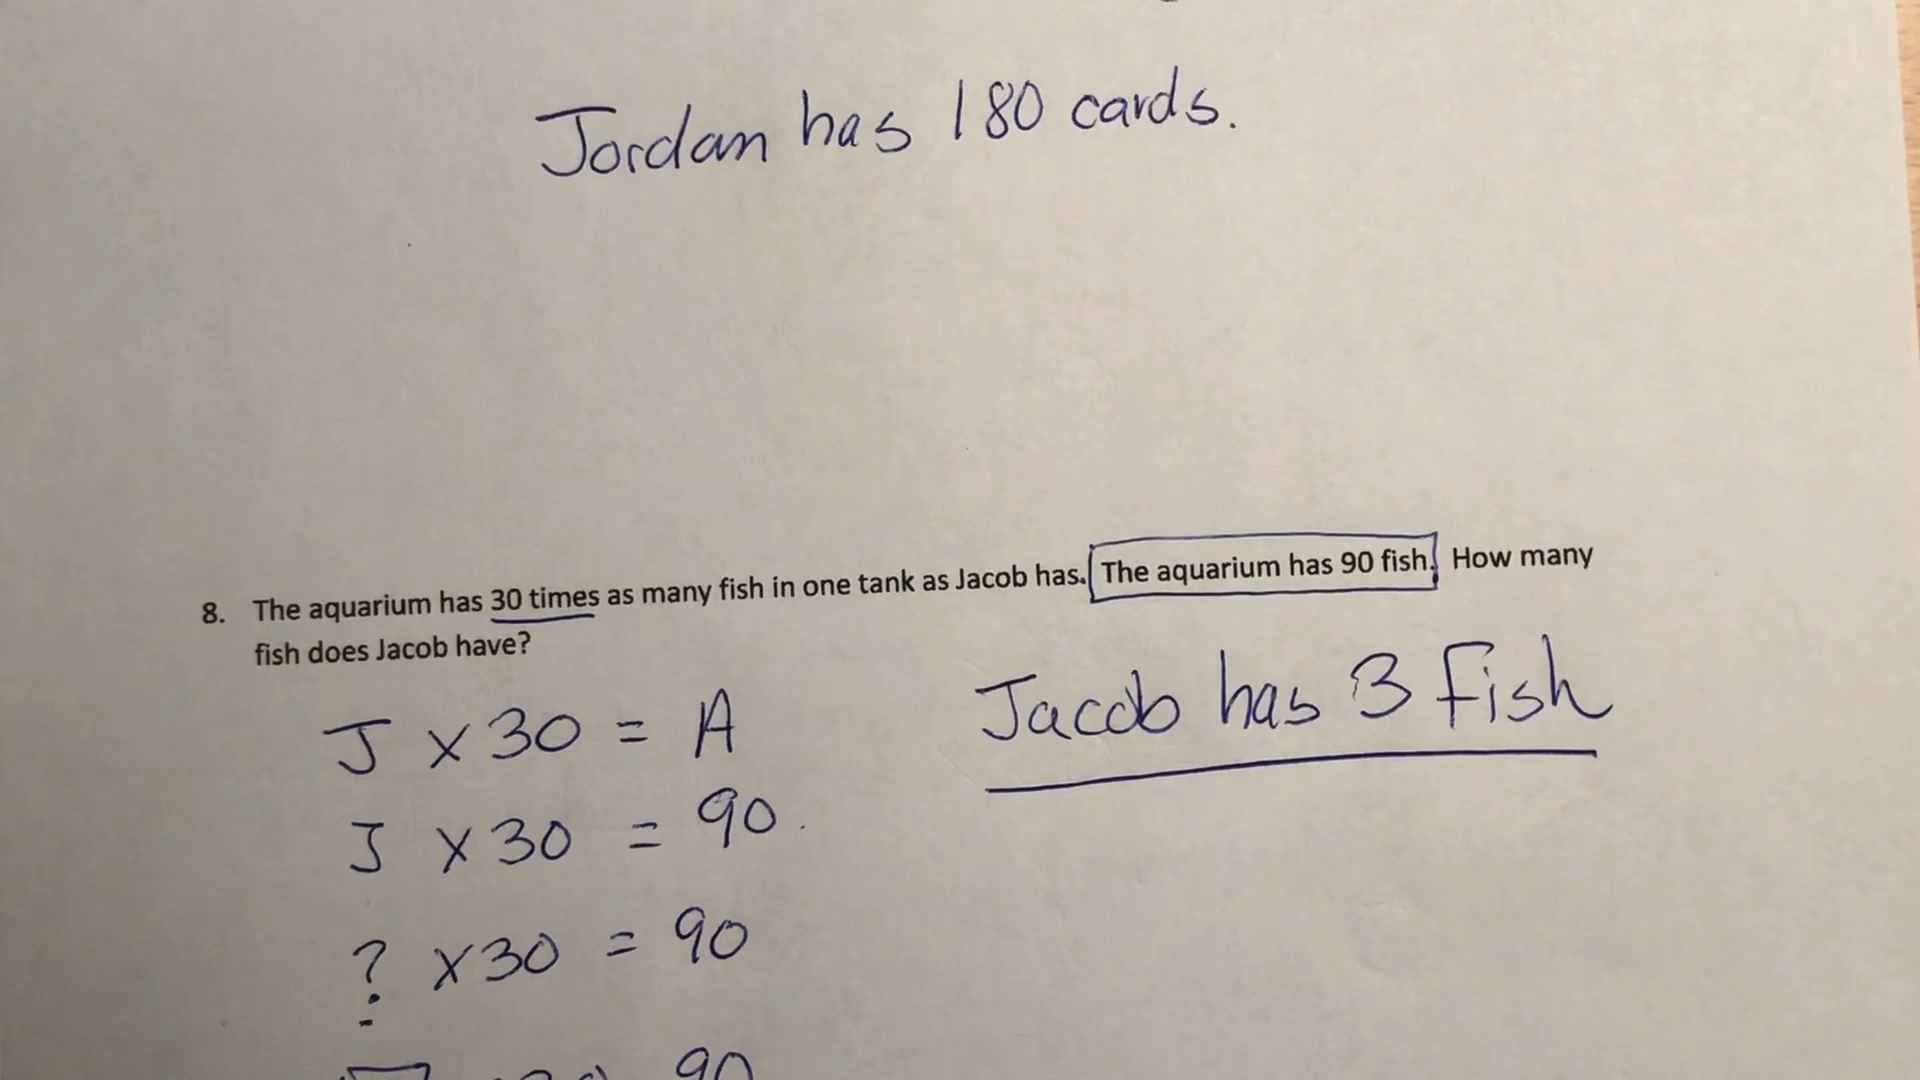 Jordan has 180 cards.
8. The aquarium has 30 times as many fish in one tank as Jacob has. The aquarium has 90 fish. How many
fish does Jacob have?
Jacob has 3 fish
J x 30 = A
J x 30 = 90
? x 30 = 90
90